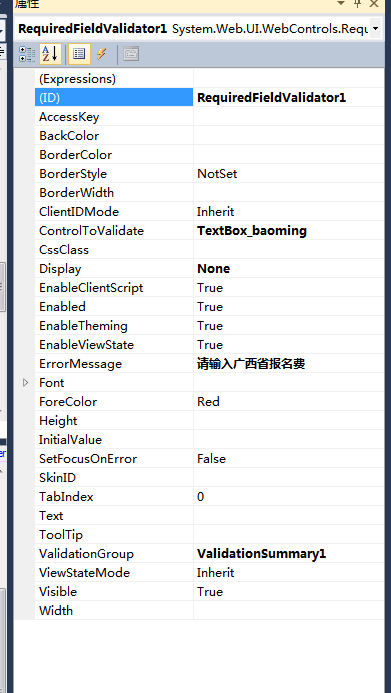 属性
RequiredFieldValidator1 System.Web.UI.WebControls.Requ
(Expressions)
(ID) RequiredFieldValidator1
AccessKey
BackColor
BorderColor
BorderStyle NotSet
BorderWidth
ClientIDMode Inherit
ControlToValidate TextBox_baoming
CssClass
Display None
EnableClientScript True
Enabled True
EnableTheming True
EnableViewState True
ErrorMessage 请输入广西省报名费
Font
ForeColor Red
Height
InitialValue
SetFocusOnError False
SkinID
TabIndex 0
Text
ToolTip
ValidationGroup ValidationSummary1
ViewStateMode Inherit
Visible True
Width